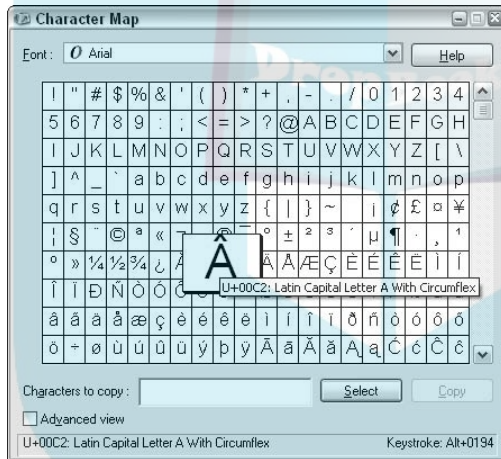 Character Map
Font : O Arial Help
! " # $ % & ' ( ) * + , - . / 0 1 2 3 4
5 6 7 8 9 : ; < = > ? @ A B C D E F G H
I J K L M N O P Q R S T U V W X Y Z [ \
] ^ _ ` a b c d e f g h i j k l m n o p
q r s t u v w x y z { | } ~ ¡ ¢ £ ¤ ¥
¦ § ¨ © ª « ¬ ® ¯ ° ± ² ³ ´ µ ¶ · ¸ ¹
º » ¼ ½ ¾ ¿ Â Ä Å Æ Ç È É Ê Ë Ì Í
Î Ï Ð Ñ Ò Ó
U+00C2: Latin Capital Letter A With Circumflex
â ã ä å æ ç è é ê ë ì í î ï ð ñ ò ó ô õ
ö ÷ ø ù ú û ü ý þ ÿ Ā ā Ă ă Ą ą Ć ć Ĉ ĉ
Characters to copy : Select Copy
Advanced view
U+00C2: Latin Capital Letter A With Circumflex Keystroke: Alt+0194